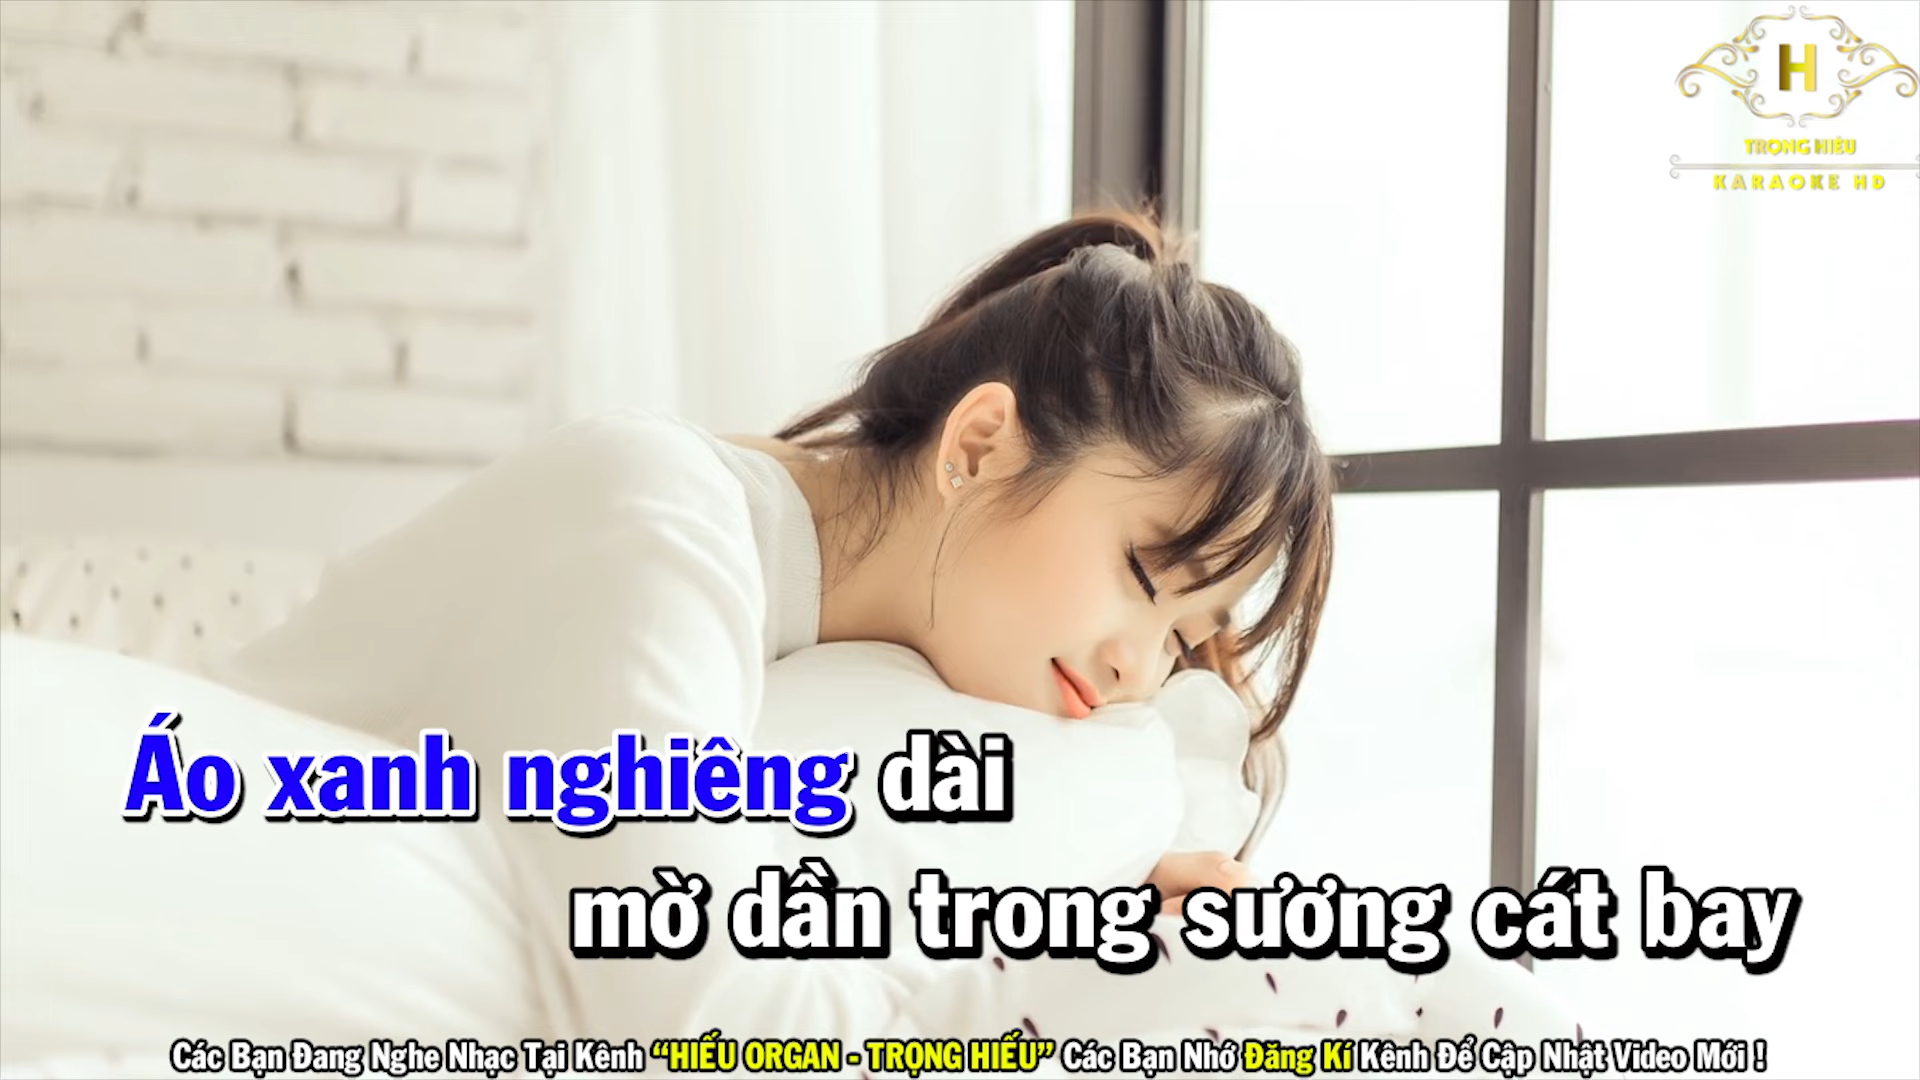 H
TRỌNG HIẾU
KARAOKE HD
Áo xanh nghiêng dài
mờ dần trong sương cát bay
Các Bạn Đang Nghe Nhạc Tại Kênh “HIẾU ORGAN - TRỌNG HIẾU” Các Bạn Nhớ Đăng Kí Kênh Để Cập Nhật Video Mới !